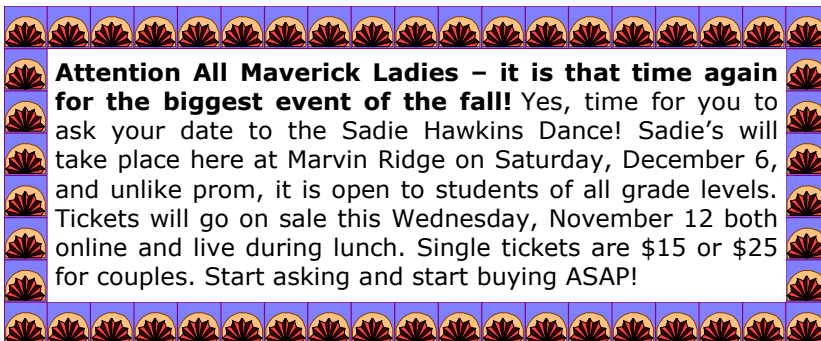 Attention All Maverick Ladies – it is that time again
for the biggest event of the fall! Yes, time for you to
ask your date to the Sadie Hawkins Dance! Sadie’s will
take place here at Marvin Ridge on Saturday, December 6,
and unlike prom, it is open to students of all grade levels.
Tickets will go on sale this Wednesday, November 12 both
online and live during lunch. Single tickets are $15 or $25
for couples. Start asking and start buying ASAP!